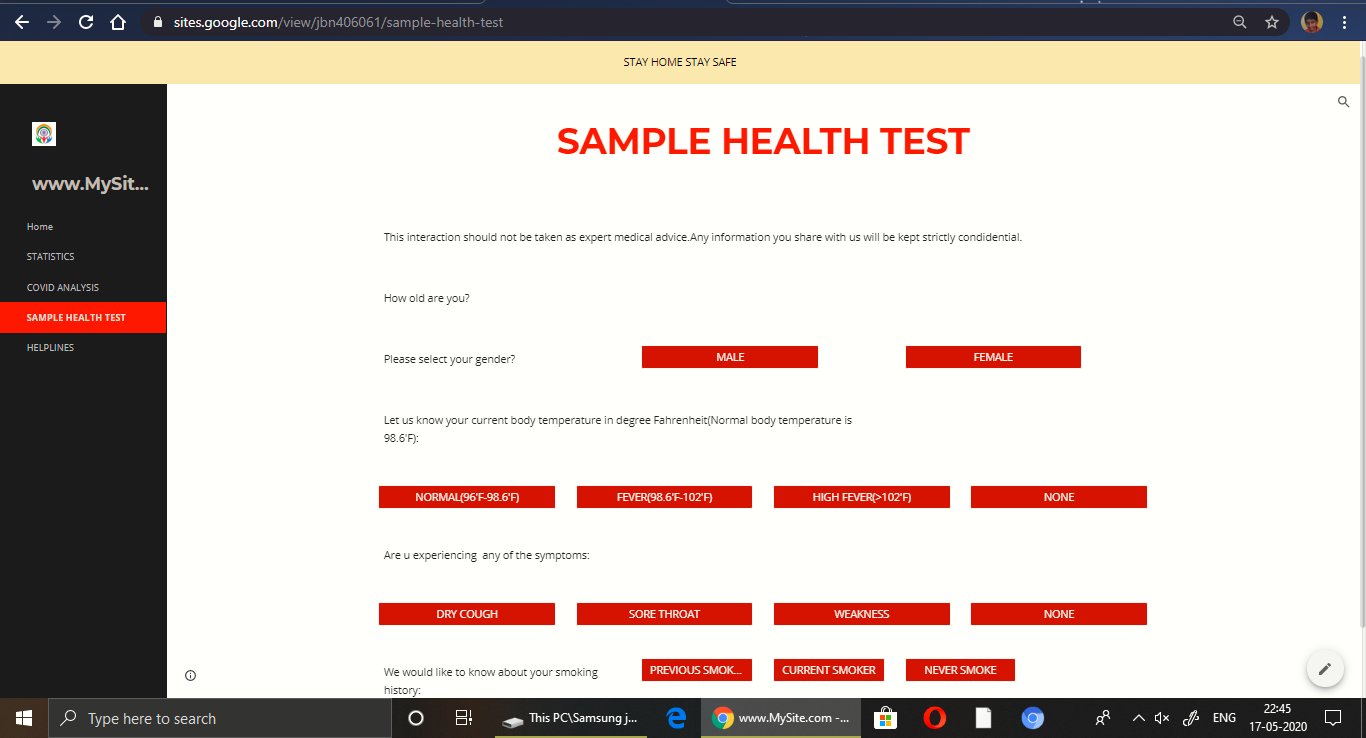 sites.google.com/view/jbn406061/sample-health-test
STAY HOME STAY SAFE
www.MySit...
Home
STATISTICS
COVID ANALYSIS
SAMPLE HEALTH TEST
HELPLINES
SAMPLE HEALTH TEST
This interaction should not be taken as expert medical advice.Any information you share with us will be kept strictly condidential.
How old are you?
Please select your gender?
MALE
FEMALE
Let us know your current body temperature in degree Fahrenheit(Normal body temperature is
98.6'F):
NORMAL(96'F-98.6'F)
FEVER(98.6'F-102'F)
HIGH FEVER(>102'F)
NONE
Are u experiencing  any of the symptoms:
DRY COUGH
SORE THROAT
WEAKNESS
NONE
We would like to know about your smoking
history:
PREVIOUS SMOK...
CURRENT SMOKER
NEVER SMOKE
Type here to search
This PC\Samsung j...
www.MySite.com -...
ENG
22:45
17-05-2020